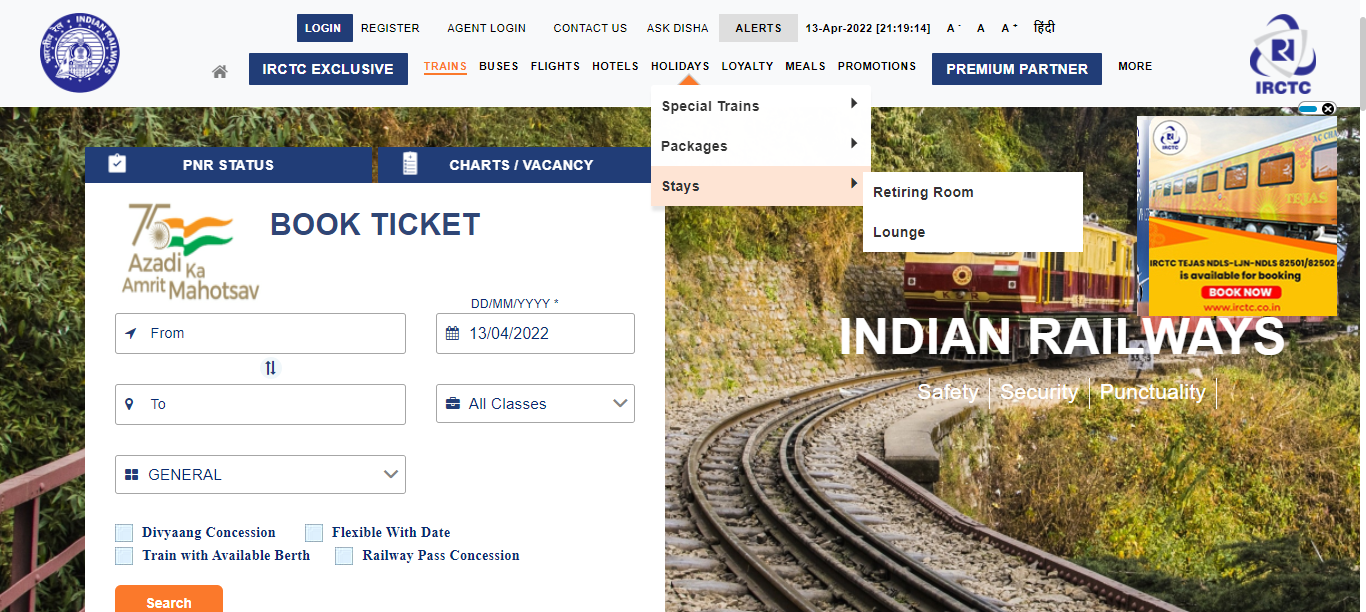 LOGIN REGISTER AGENT LOGIN CONTACT US ASK DISHA ALERTS 13-Apr-2022 [21:19:14] A - A A + हिंदी
INDIAN RAILWAYS
भारतीय रेल
IRCTC EXCLUSIVE TRAINS BUSES FLIGHTS HOTELS HOLIDAYS LOYALTY MEALS PROMOTIONS PREMIUM PARTNER MORE
IRCTC
Special Trains
Packages
Stays
Retiring Room
Lounge
PNR STATUS
CHARTS / VACANCY
75
Azadi Ka
Amrit Mahotsav
BOOK TICKET
DD/MM/YYYY *
From
13/04/2022
To
All Classes
GENERAL
Divyaang Concession
Flexible With Date
Train with Available Berth
Railway Pass Concession
Search
IRCTC
TEJAS
IRCTC TEJAS NDLS-LJN-NDLS 82501/82502
is available for booking
BOOK NOW
www.irctc.co.in
INDIAN RAILWAYS
Safety Security Punctuality